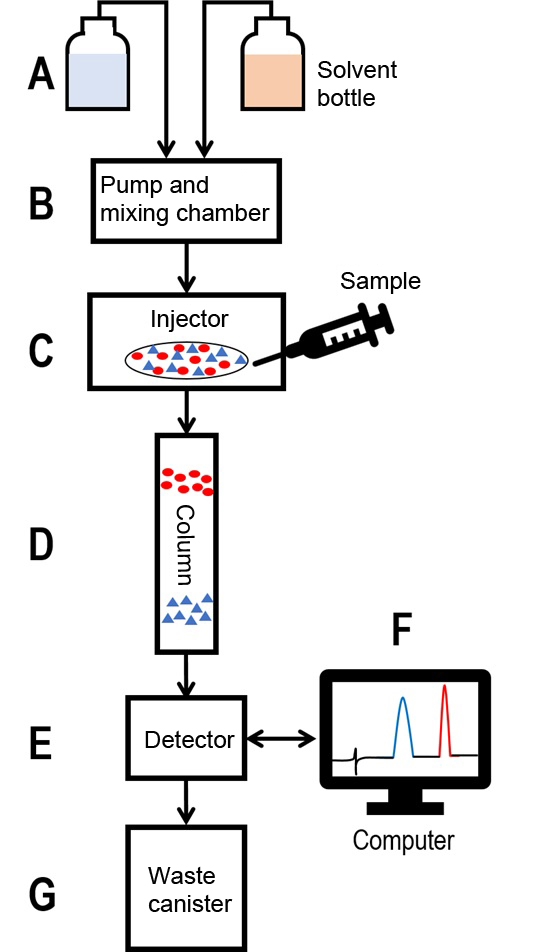 A
Solvent
bottle
B
Pump and
mixing chamber
Sample
C
Injector
D
Column
F
E
Detector
Computer
G
Waste
canister